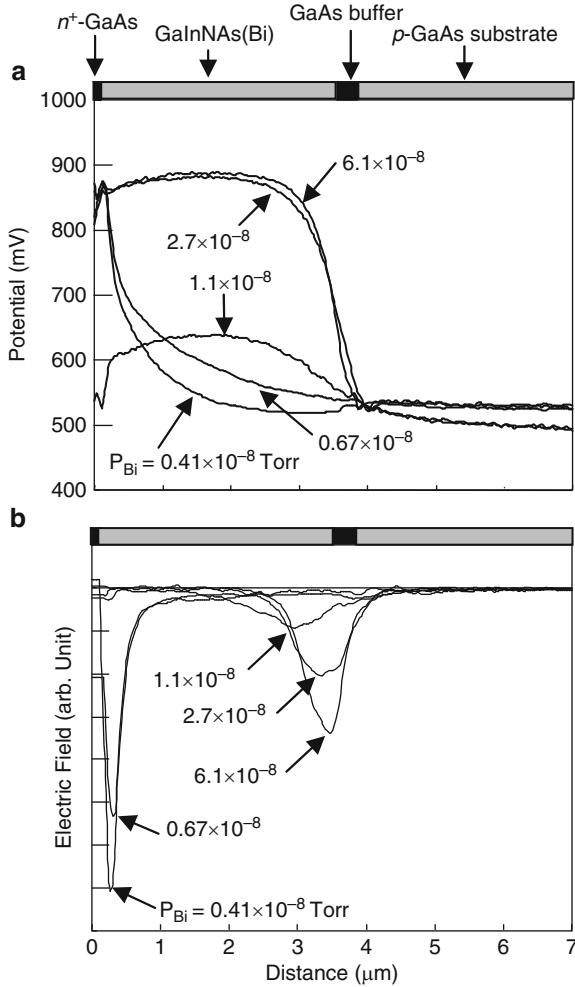 n⁺-GaAs
GaInNAs(Bi)
GaAs buffer
p-GaAs substrate
a
1000
900
800
700
600
500
400
Potential (mV)
6.1×10⁻⁸
2.7×10⁻⁸
1.1×10⁻⁸
0.67×10⁻⁸
P_Bi = 0.41×10⁻⁸ Torr
b
Electric Field (arb. Unit)
1.1×10⁻⁸
2.7×10⁻⁸
6.1×10⁻⁸
0.67×10⁻⁸
P_Bi = 0.41×10⁻⁸ Torr
0 1 2 3 4 5 6 7
Distance (μm)